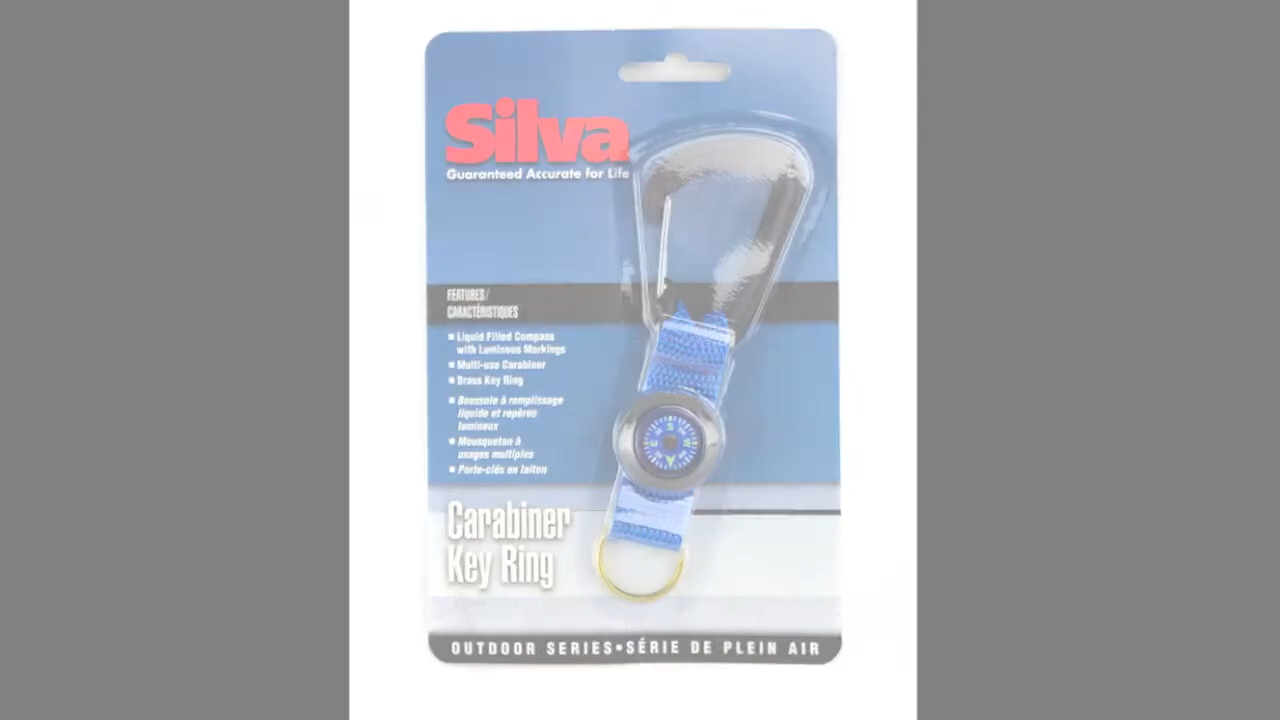 Silva
Guaranteed Accurate for Life
FEATURES/
CARACTÉRISTIQUES
Liquid Filled Compass
with Luminous Markings
Multi-use Carabiner
Brass Key Ring
Boussole à remplissage
liquide et repères
lumineux
Mousqueton à
usages multiples
Porte-clés en laiton
S
E
W
Carabiner
Key Ring
OUTDOOR SERIES•SÉRIE DE PLEIN AIR